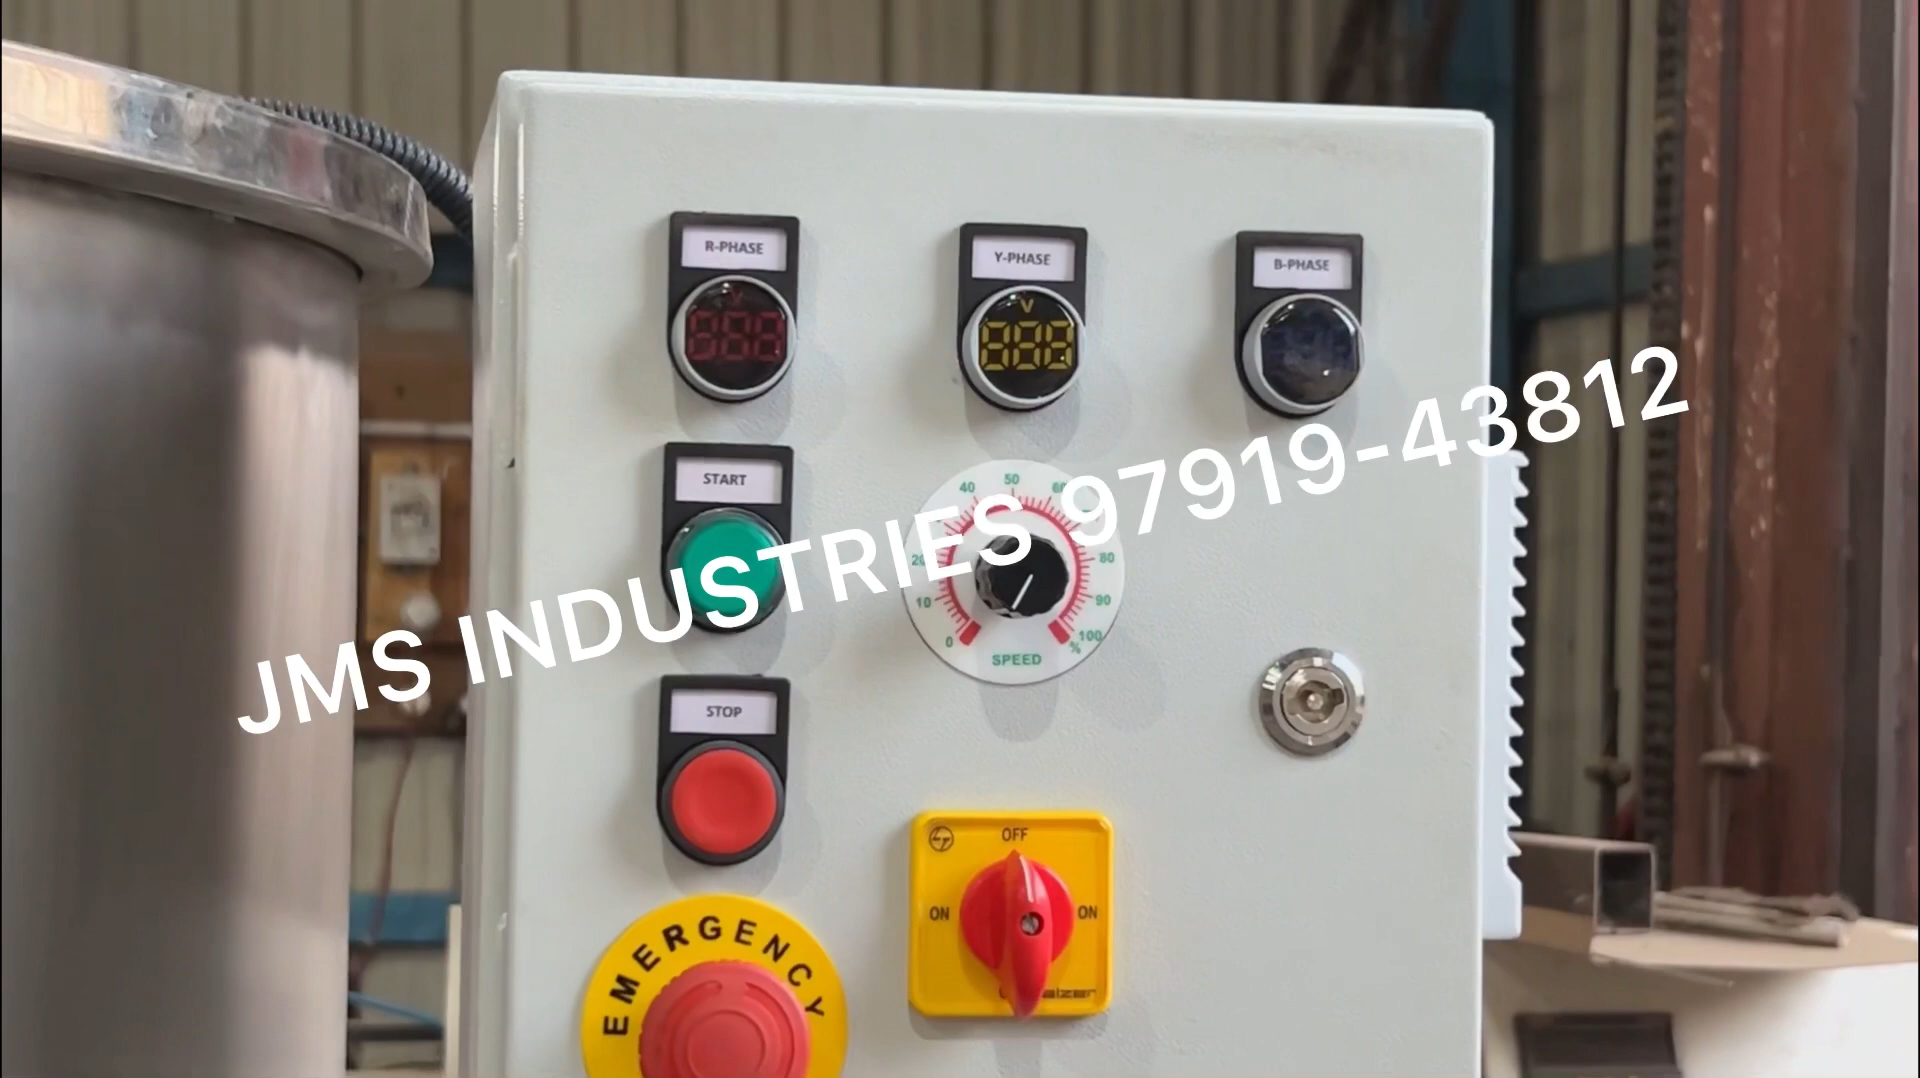 R-PHASE
Y-PHASE
B-PHASE
V
V
START
0 10 20 40 50 80 90 100
%
SPEED
JMS INDUSTRIES 97919-43812
STOP
OFF
ON
ON
EMERGENCY